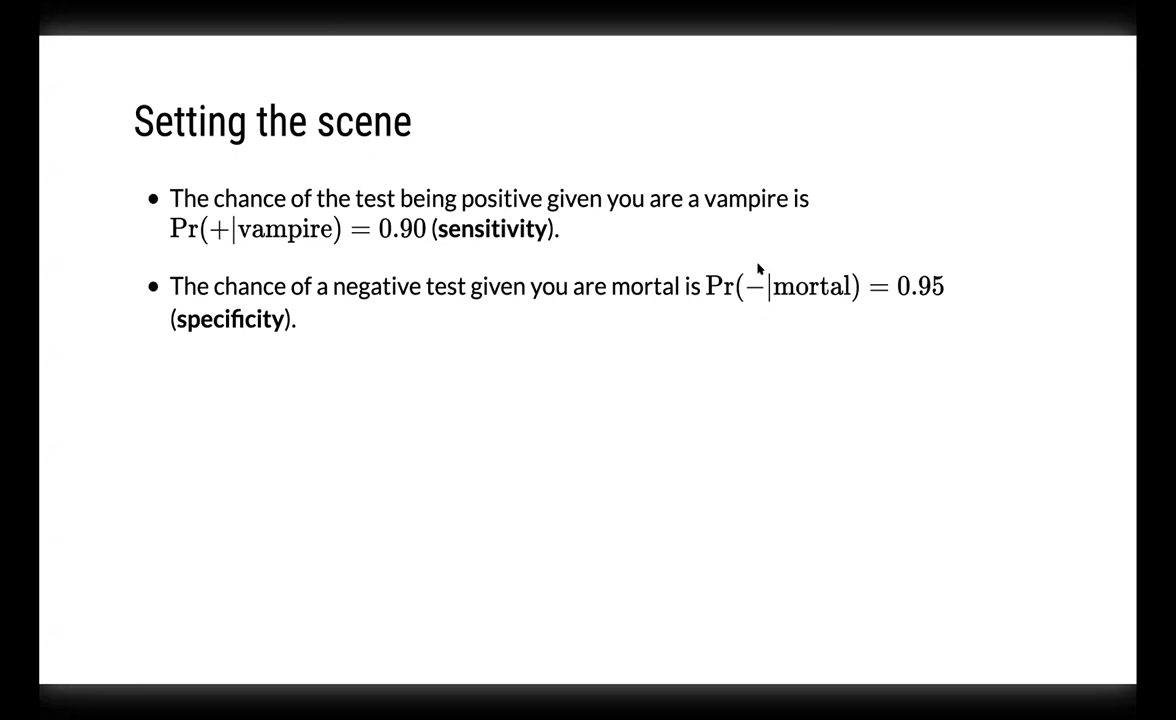 Setting the scene
• The chance of the test being positive given you are a vampire is
Pr(+|vampire) = 0.90 (sensitivity).
• The chance of a negative test given you are mortal is Pr(−|mortal) = 0.95
(specificity).